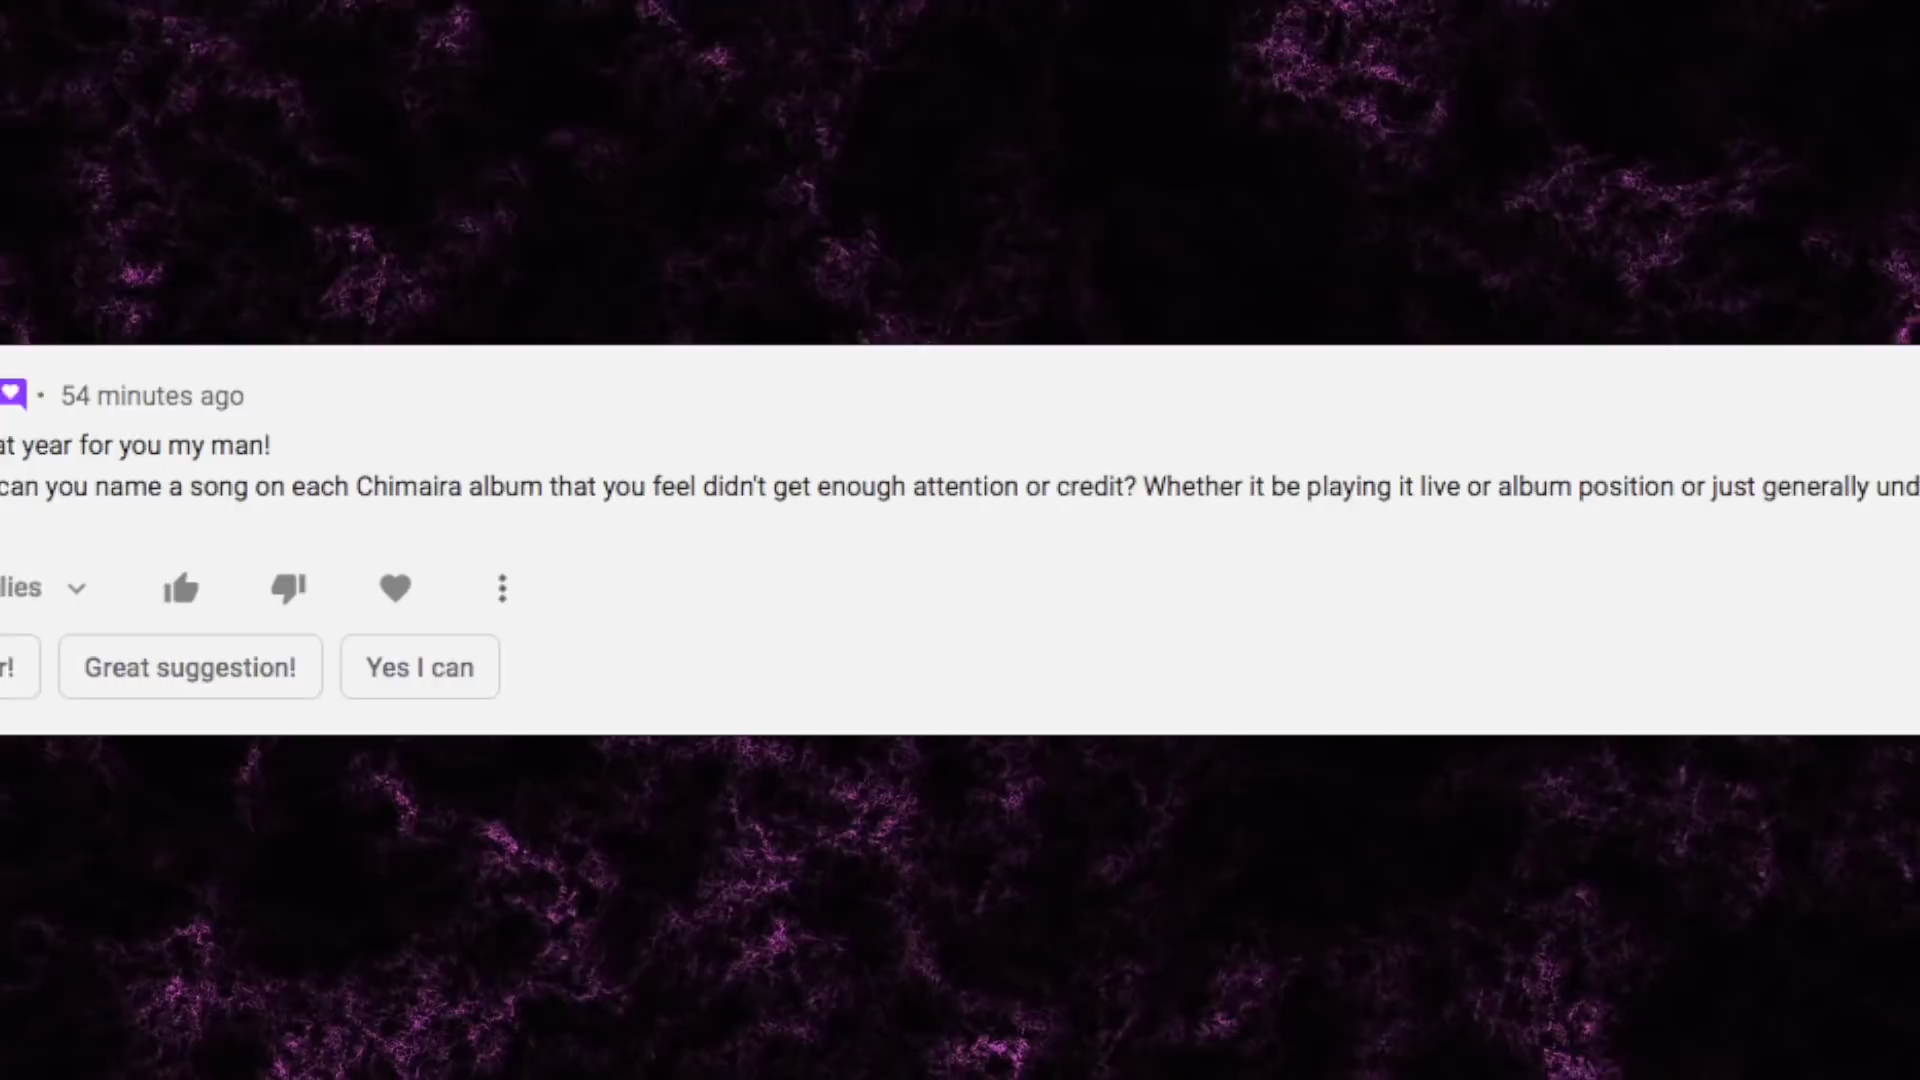 · 54 minutes ago
year for you my man!
can you name a song on each Chimaira album that you feel didn't get enough attention or credit? Whether it be playing it live or album position or just generally
Great suggestion!
Yes I can